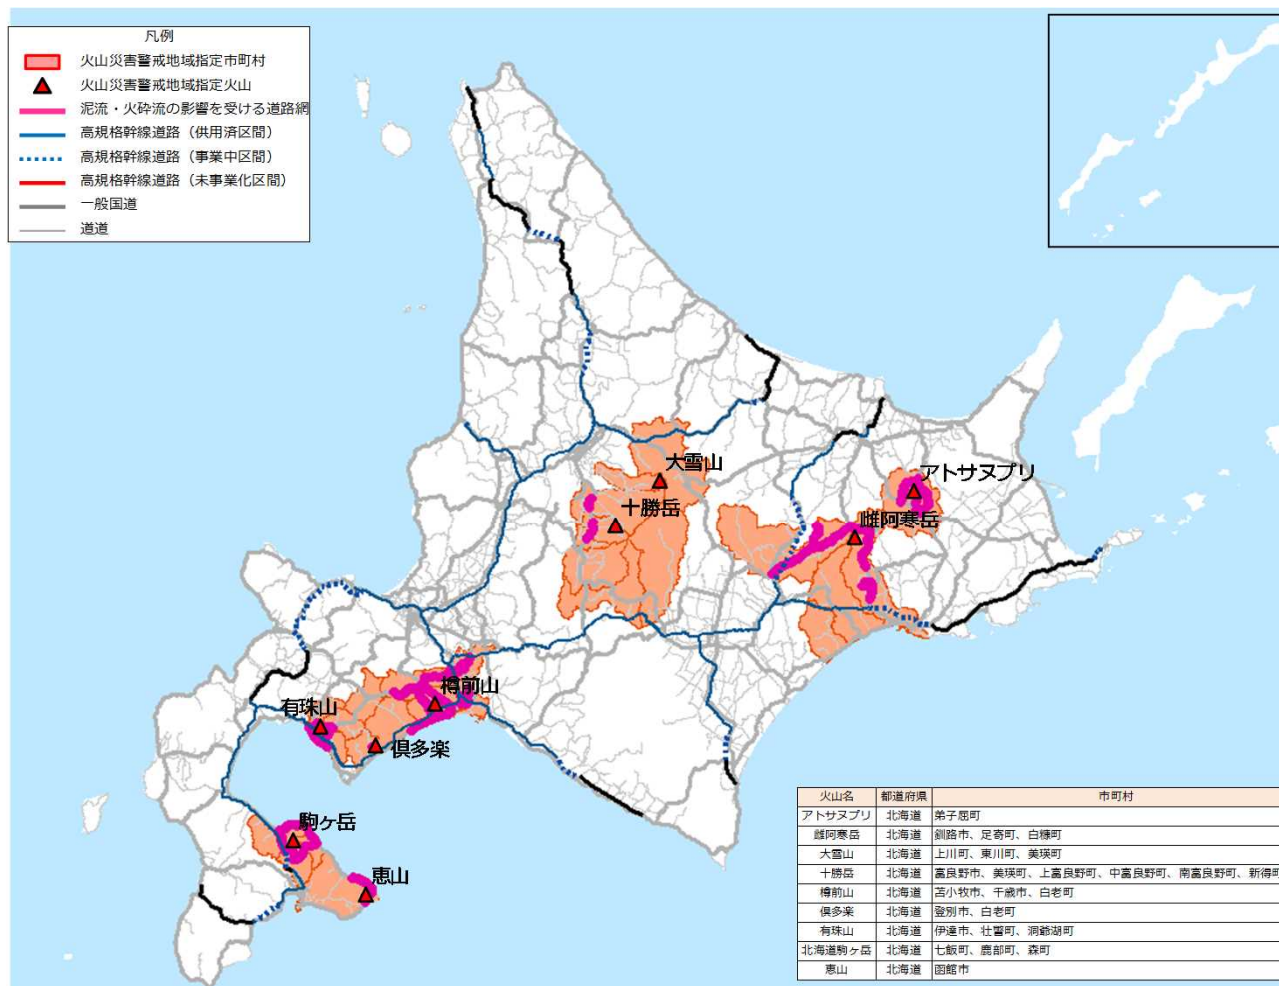 凡例
火山災害警戒地域指定市町村
火山災害警戒地域指定火山
泥流・火砕流の影響を受ける道路網
高規格幹線道路（供用済区間）
高規格幹線道路（事業中区間）
高規格幹線道路（未事業化区間）
一般国道
道道
大雪山
アトサヌプリ
十勝岳
雌阿寒岳
樽前山
有珠山
倶多楽
駒ヶ岳
恵山
火山名 都道府県 市町村
アトサヌプリ 北海道 弟子屈町
雌阿寒岳 北海道 釧路市、足寄町、白糠町
大雪山 北海道 上川町、東川町、美瑛町
十勝岳 北海道 富良野市、美瑛町、上富良野町、中富良野町、南富良野町、新得町
樽前山 北海道 苫小牧市、千歳市、白老町
倶多楽 北海道 登別市、白老町
有珠山 北海道 伊達市、壮瞥町、洞爺湖町
北海道駒ヶ岳 北海道 七飯町、鹿部町、森町
恵山 北海道 函館市